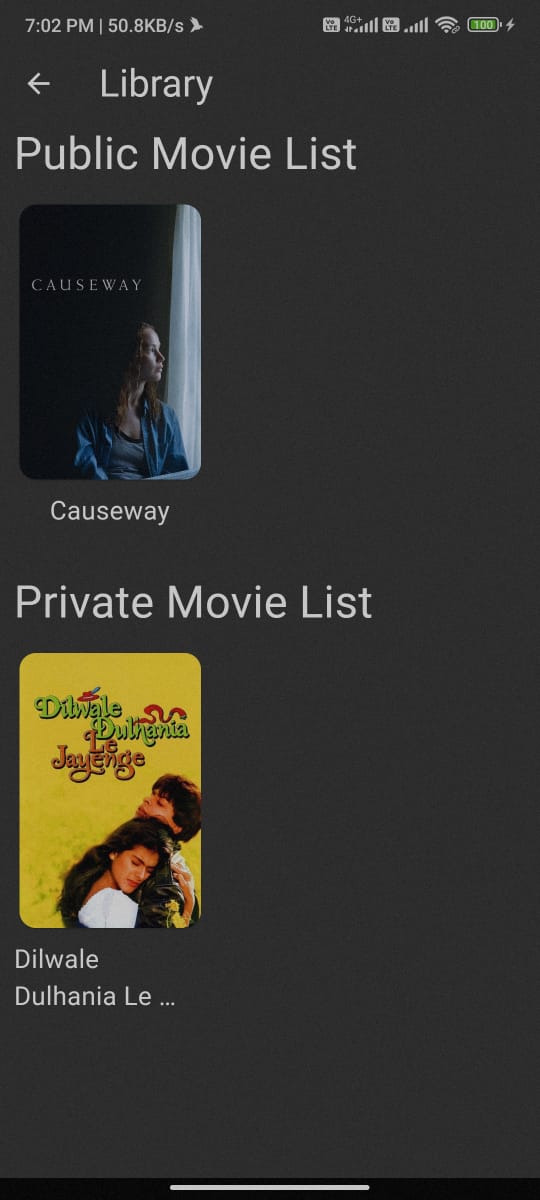 7:02 PM | 50.8KB/s
Vo LTE 4G+ Vo LTE 100
Library
Public Movie List
CAUSEWAY
Causeway
Private Movie List
Dilwale
Dulhania
Le
Jayenge
Dilwale
Dulhania Le ...